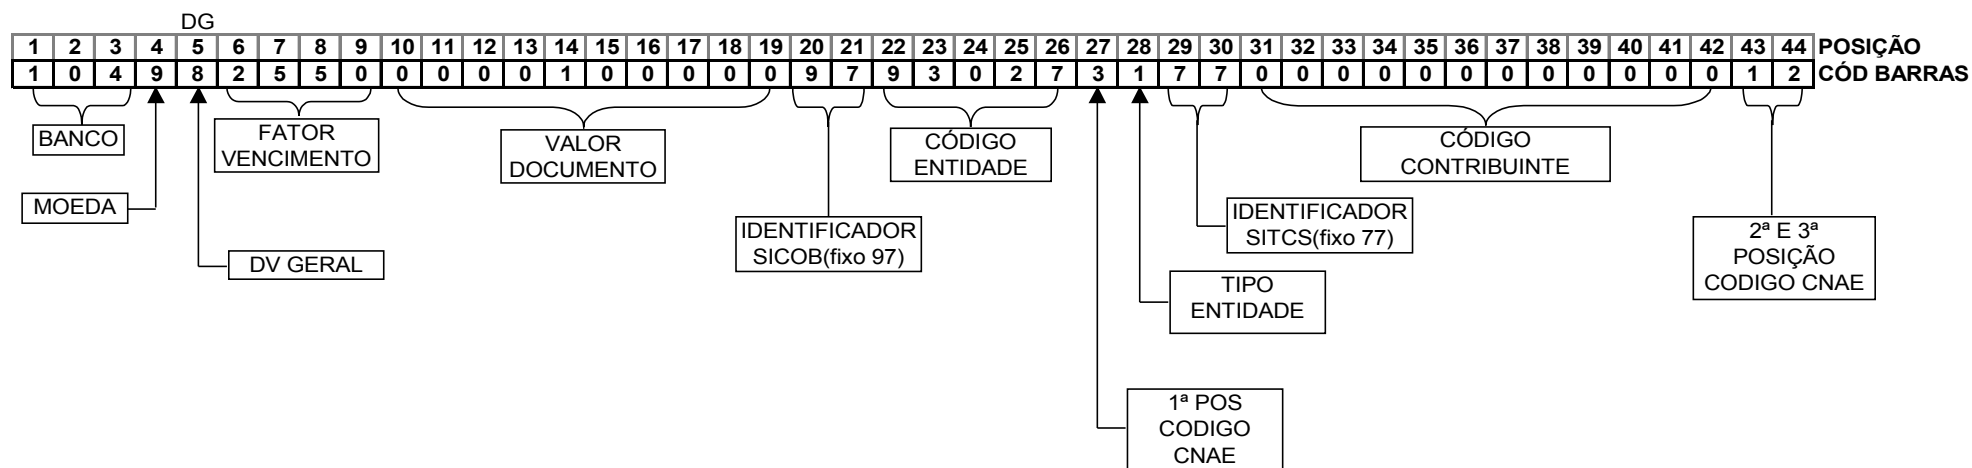 DG
1 2 3 4 5 6 7 8 9 10 11 12 13 14 15 16 17 18 19 20 21 22 23 24 25 26 27 28 29 30 31 32 33 34 35 36 37 38 39 40 41 42 43 44 POSIÇÃO
1 0 4 9 8 2 5 5 0 0 0 0 0 1 0 0 0 0 0 9 7 9 3 0 2 7 3 1 7 7 0 0 0 0 0 0 0 0 0 0 0 0 1 2 CÓD BARRAS
BANCO
FATOR
VENCIMENTO
VALOR
DOCUMENTO
CÓDIGO
ENTIDADE
CÓDIGO
CONTRIBUINTE
MOEDA
DV GERAL
IDENTIFICADOR
SICOB(fixo 97)
IDENTIFICADOR
SITCS(fixo 77)
2ª E 3ª
POSIÇÃO
CODIGO CNAE
TIPO
ENTIDADE
1ª POS
CODIGO
CNAE